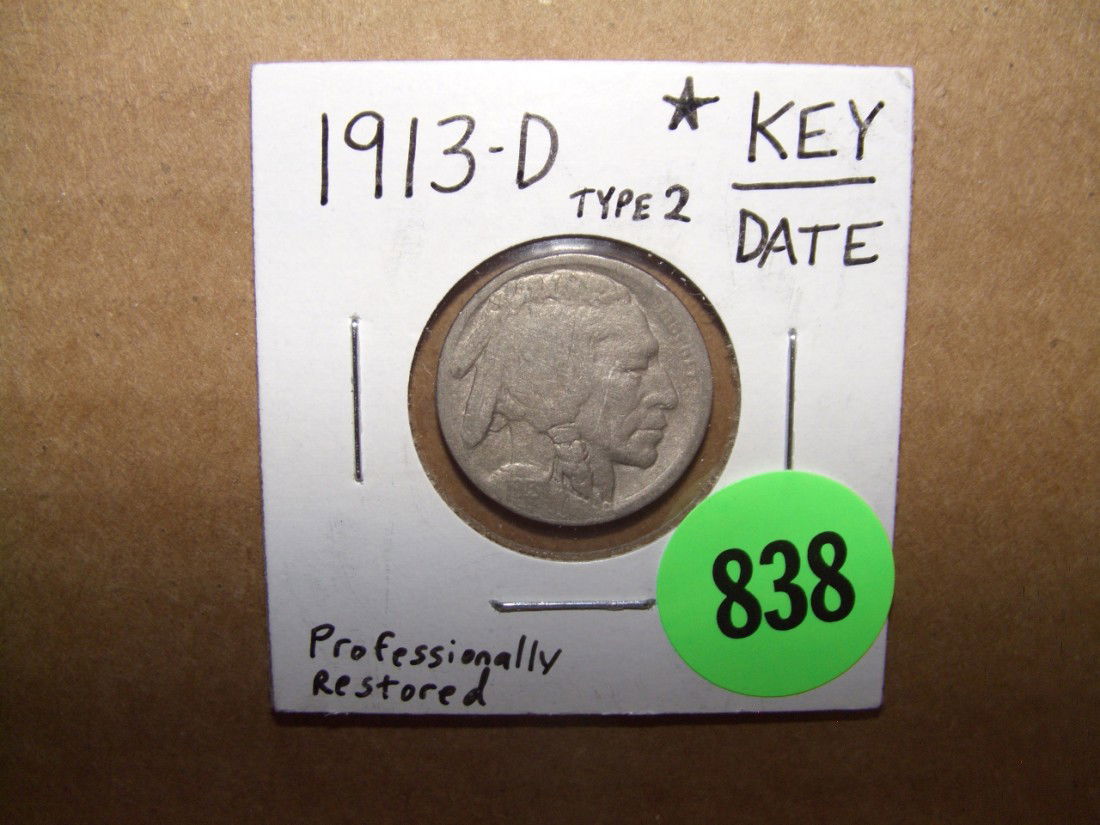 1913-D
TYPE 2
★ KEY
DATE
838
Professionally
Restored